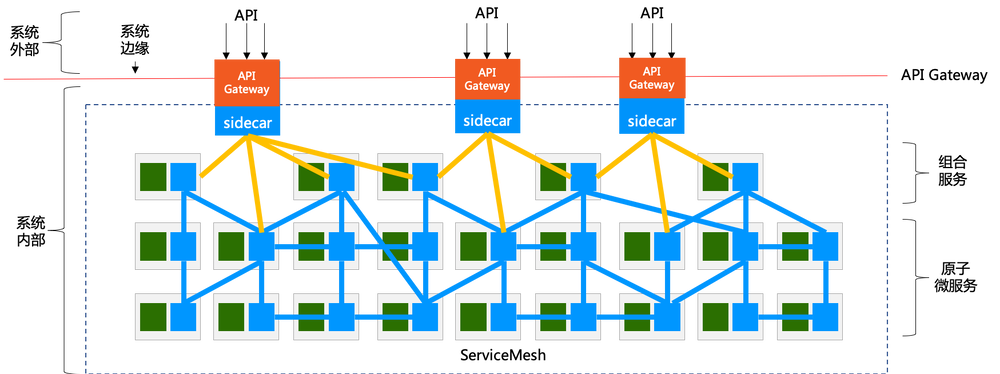 系统
外部
系统
边缘
API
API
API
API
Gateway
API
Gateway
API
Gateway
API Gateway
sidecar
sidecar
sidecar
组合
服务
系统
内部
原子
微服务
ServiceMesh